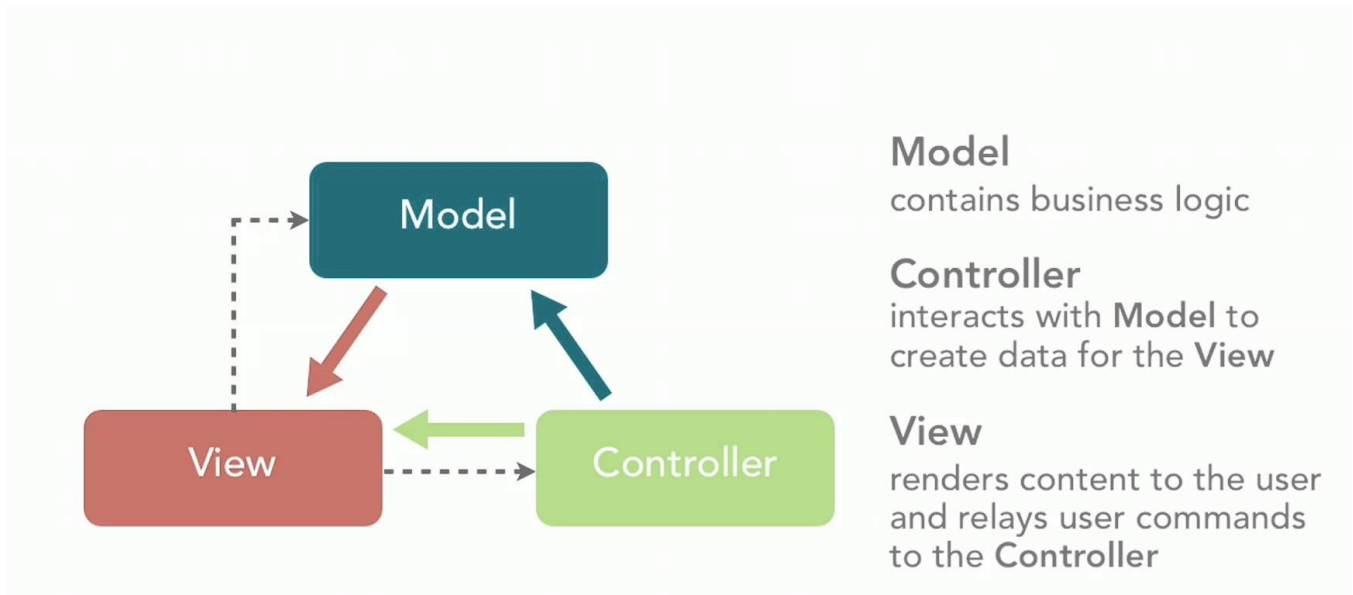 Model
View
Controller
Model
contains business logic
Controller
interacts with Model to
create data for the View
View
renders content to the user
and relays user commands
to the Controller